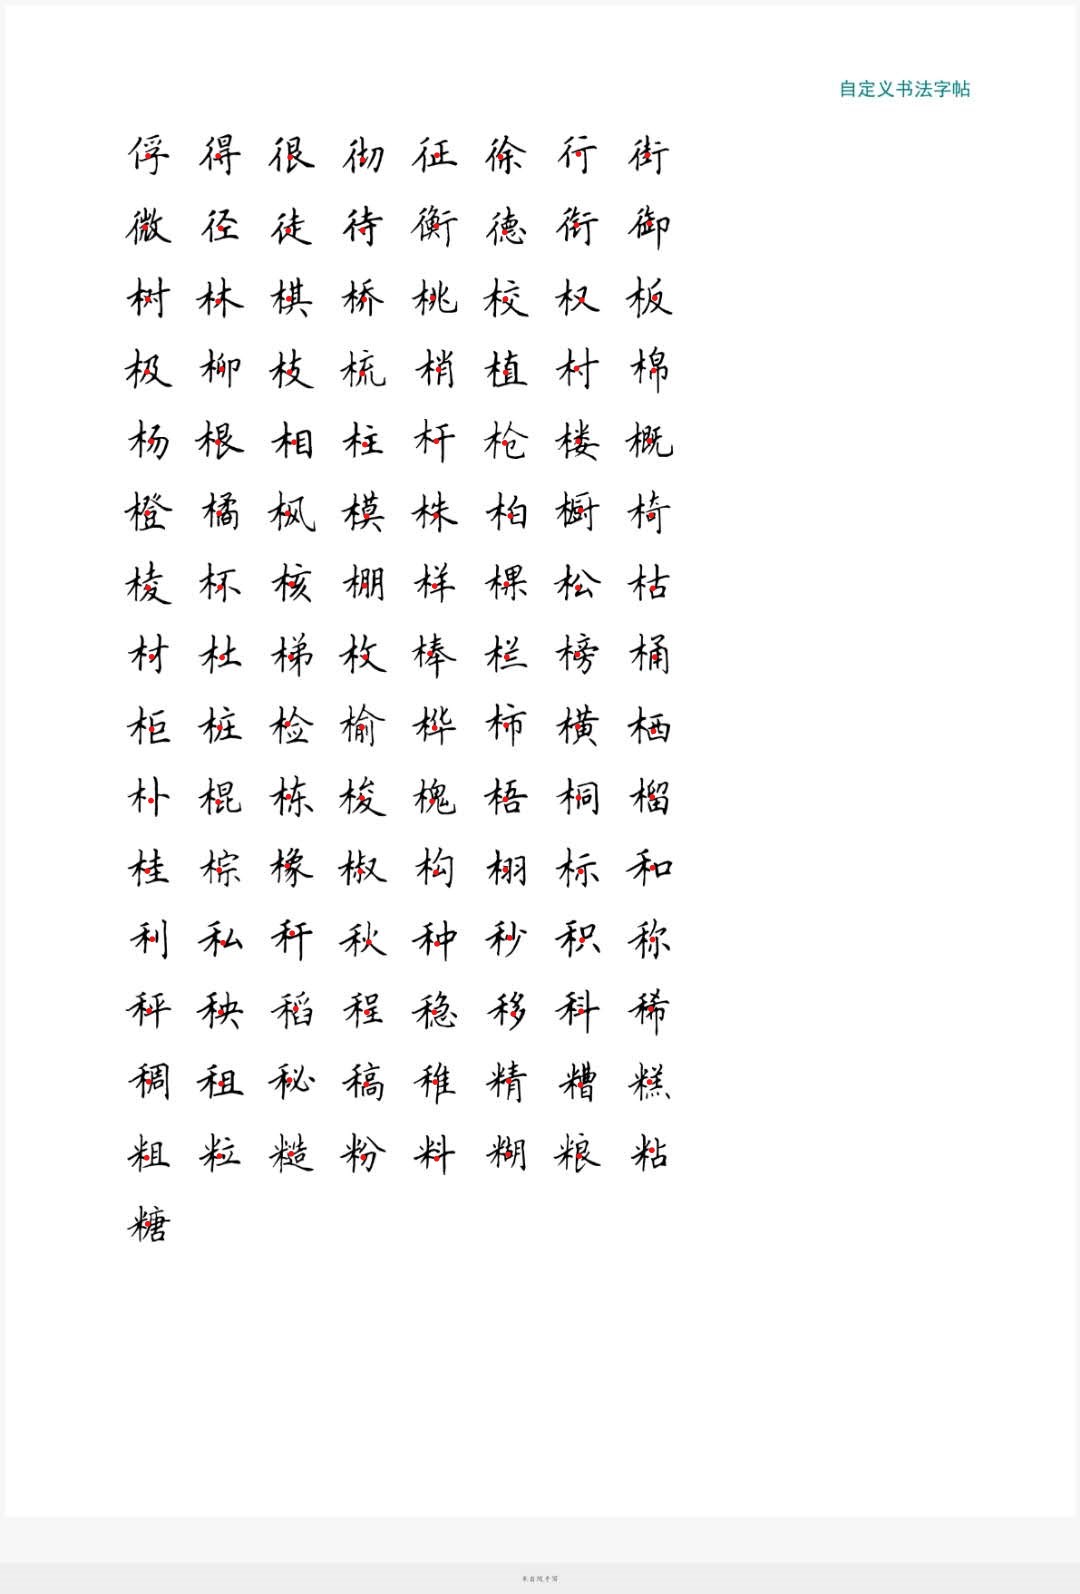 自定义书法字帖
俘得很彻征徐行街
微径徒待衡德衔御
树林棋桥桃校权板
极柳枝梳梢植村棉
杨根相柱杆枪楼概
橙橘枫模株柏橱椅
棱杯核棚样棵松枯
材杜梯枚棒栏榜桶
柜桩检榆桦柿横栖
朴棍栋梭槐梧桐榴
桂棕橡椒构栩标和
利私秆秋种秒积称
秤秧稻程稳移科稀
稠租秘稿稚精糟糕
粗粒糙粉料糊粮粘
糖
来自随手写